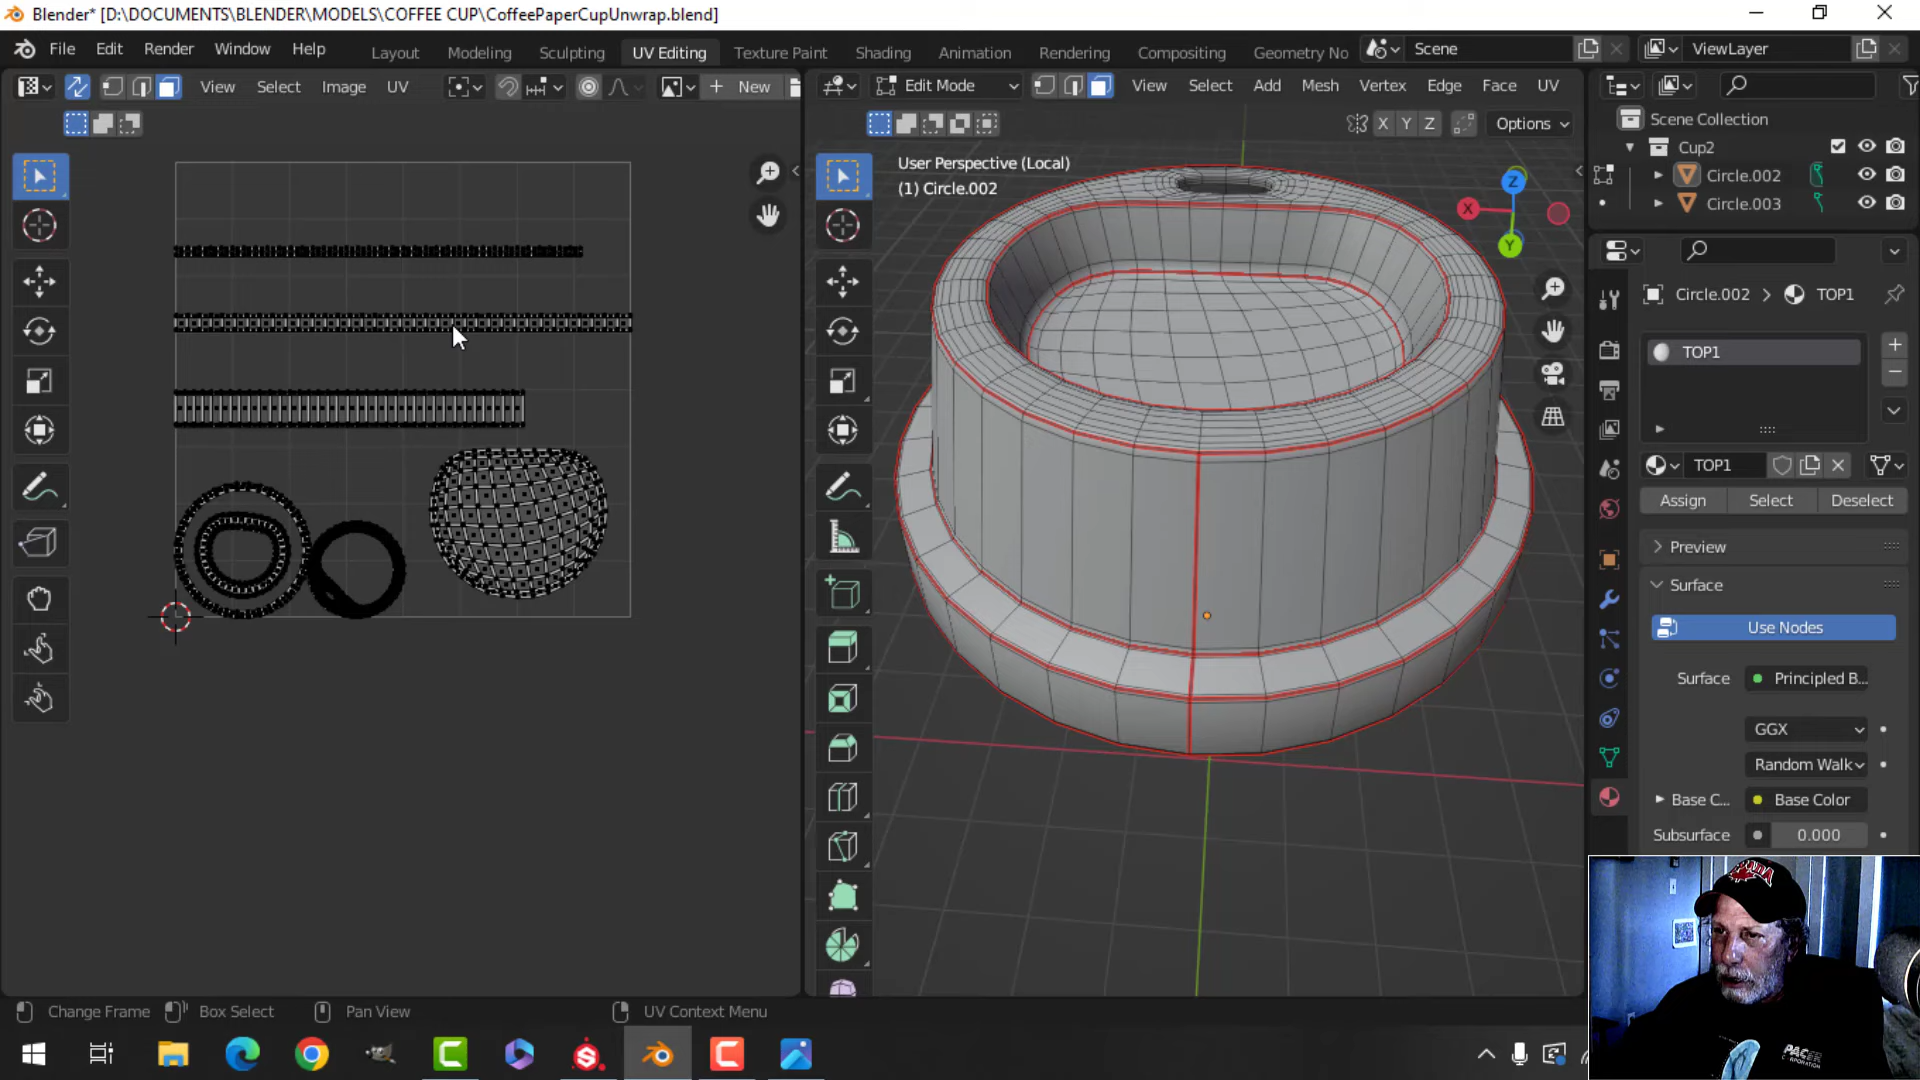 Blender* [D:\DOCUMENTS\BLENDER\MODELS\COFFEE CUP\CoffeePaperCupUnwrap.blend]
File Edit Render Window Help Layout Modeling Sculpting UV Editing Texture Paint Shading Animation Rendering Compositing Geometry No Scene ViewLayer
View Select Image UV New Edit Mode View Select Add Mesh Vertex Edge Face UV
X Y Z Options
Scene Collection
Cup2
Circle.002
Circle.003
User Perspective (Local)
(1) Circle.002
Z
X
Y
Circle.002 > TOP1
TOP1
TOP1
Assign Select Deselect
Preview
Surface
Use Nodes
Surface Principled B...
GGX
Random Walk
Base C... Base Color
Subsurface 0.000
Change Frame Box Select Pan View UV Context Menu
CANADA
PACER
CORPORATION